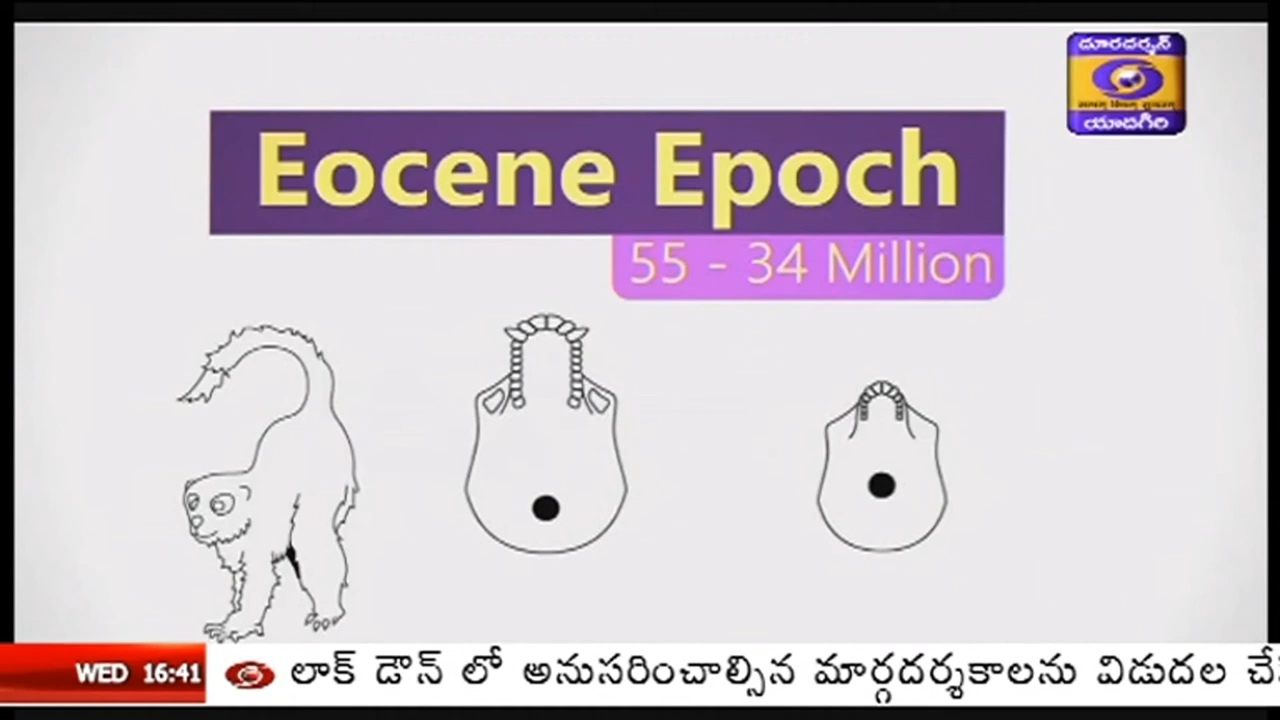 దూరదర్శన్
యాదగిరి
Eocene Epoch
55 - 34 Million
WED 16:41
లాక్ డౌన్ లో అనుసరించాల్సిన మార్గదర్శకాలను విడుదల